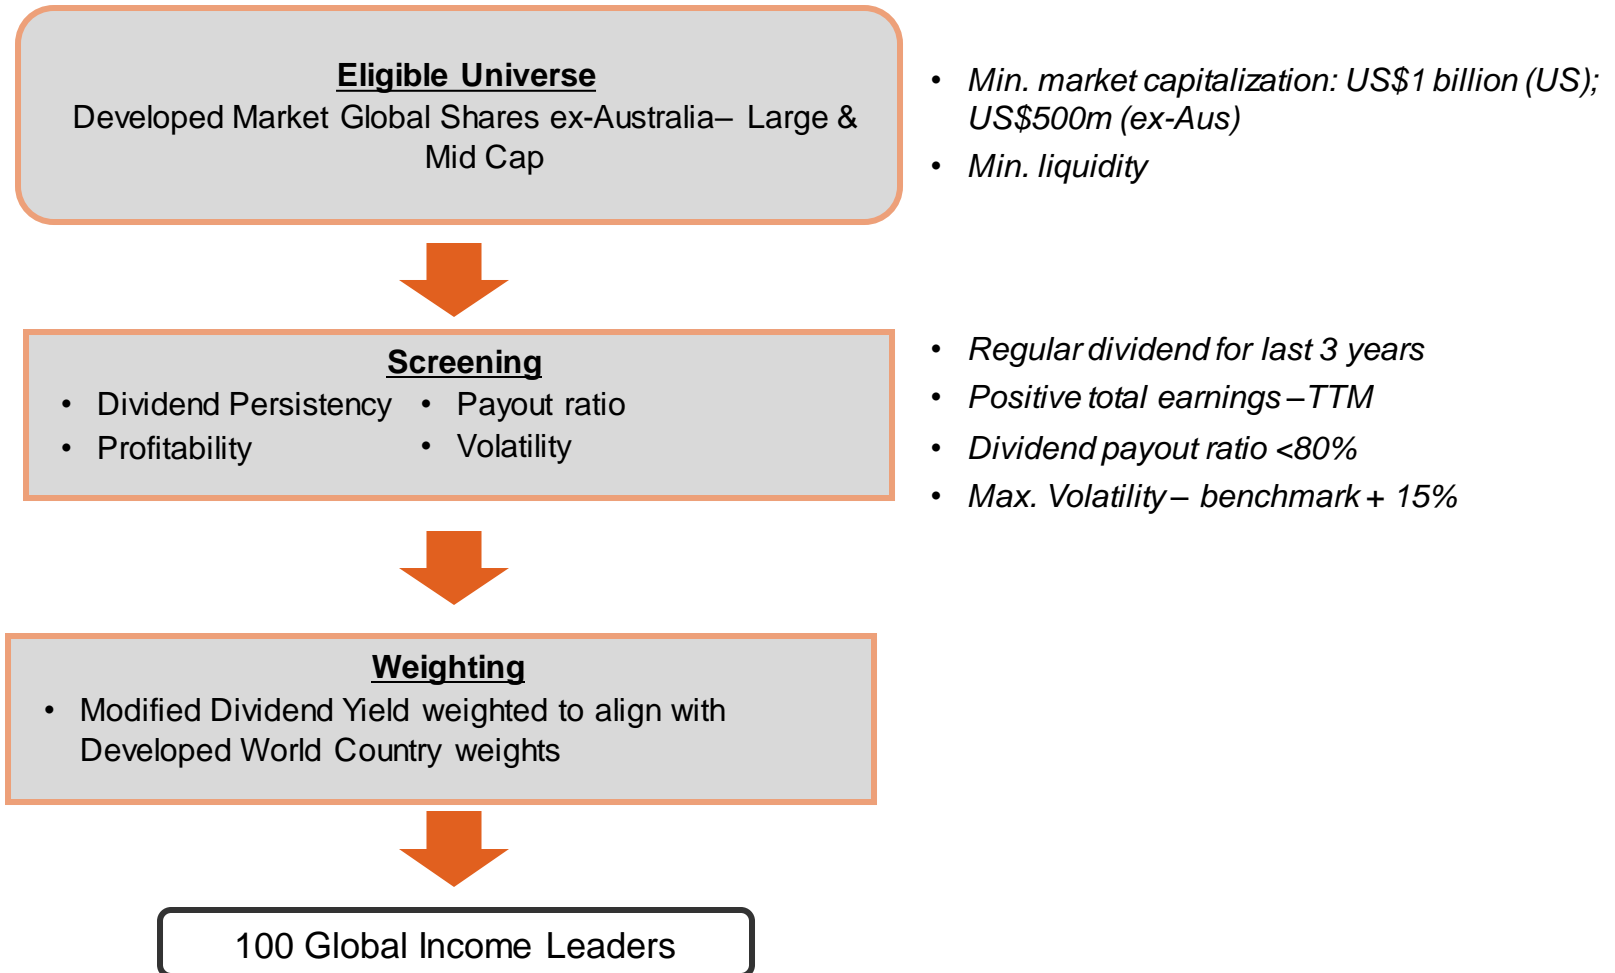 Eligible Universe
Developed Market Global Shares ex-Australia– Large &
Mid Cap
• Min. market capitalization: US$1 billion (US);
US$500m (ex-Aus)
• Min. liquidity
Screening
• Dividend Persistency • Payout ratio
• Profitability • Volatility
• Regular dividend for last 3 years
• Positive total earnings –TTM
• Dividend payout ratio <80%
• Max. Volatility – benchmark + 15%
Weighting
• Modified Dividend Yield weighted to align with
Developed World Country weights
100 Global Income Leaders